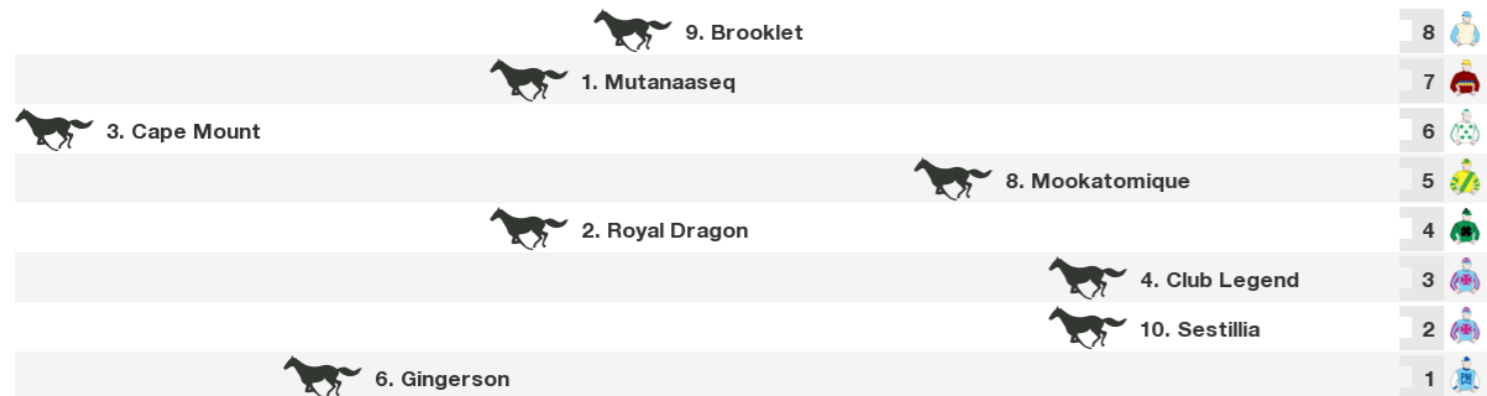 9. Brooklet 8
1. Mutanaaseq 7
3. Cape Mount 6
8. Mookatomique 5
2. Royal Dragon 4
4. Club Legend 3
10. Sestillia 2
6. Gingerson 1